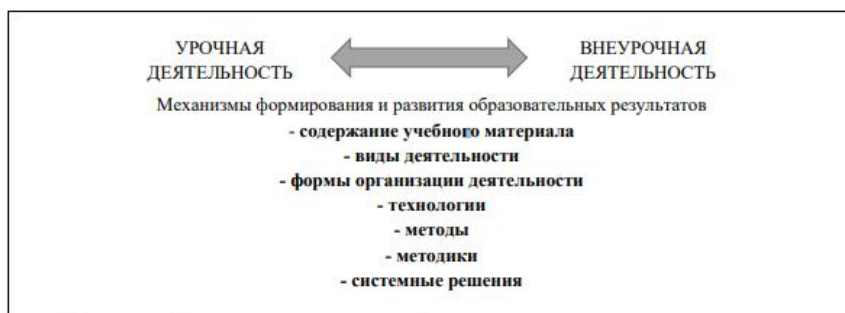 УРОЧНАЯ ДЕЯТЕЛЬНОСТЬ
ВНЕУРОЧНАЯ ДЕЯТЕЛЬНОСТЬ
Механизмы формирования и развития образовательных результатов
- содержание учебного материала
- виды деятельности
- формы организации деятельности
- технологии
- методы
- методики
- системные решения